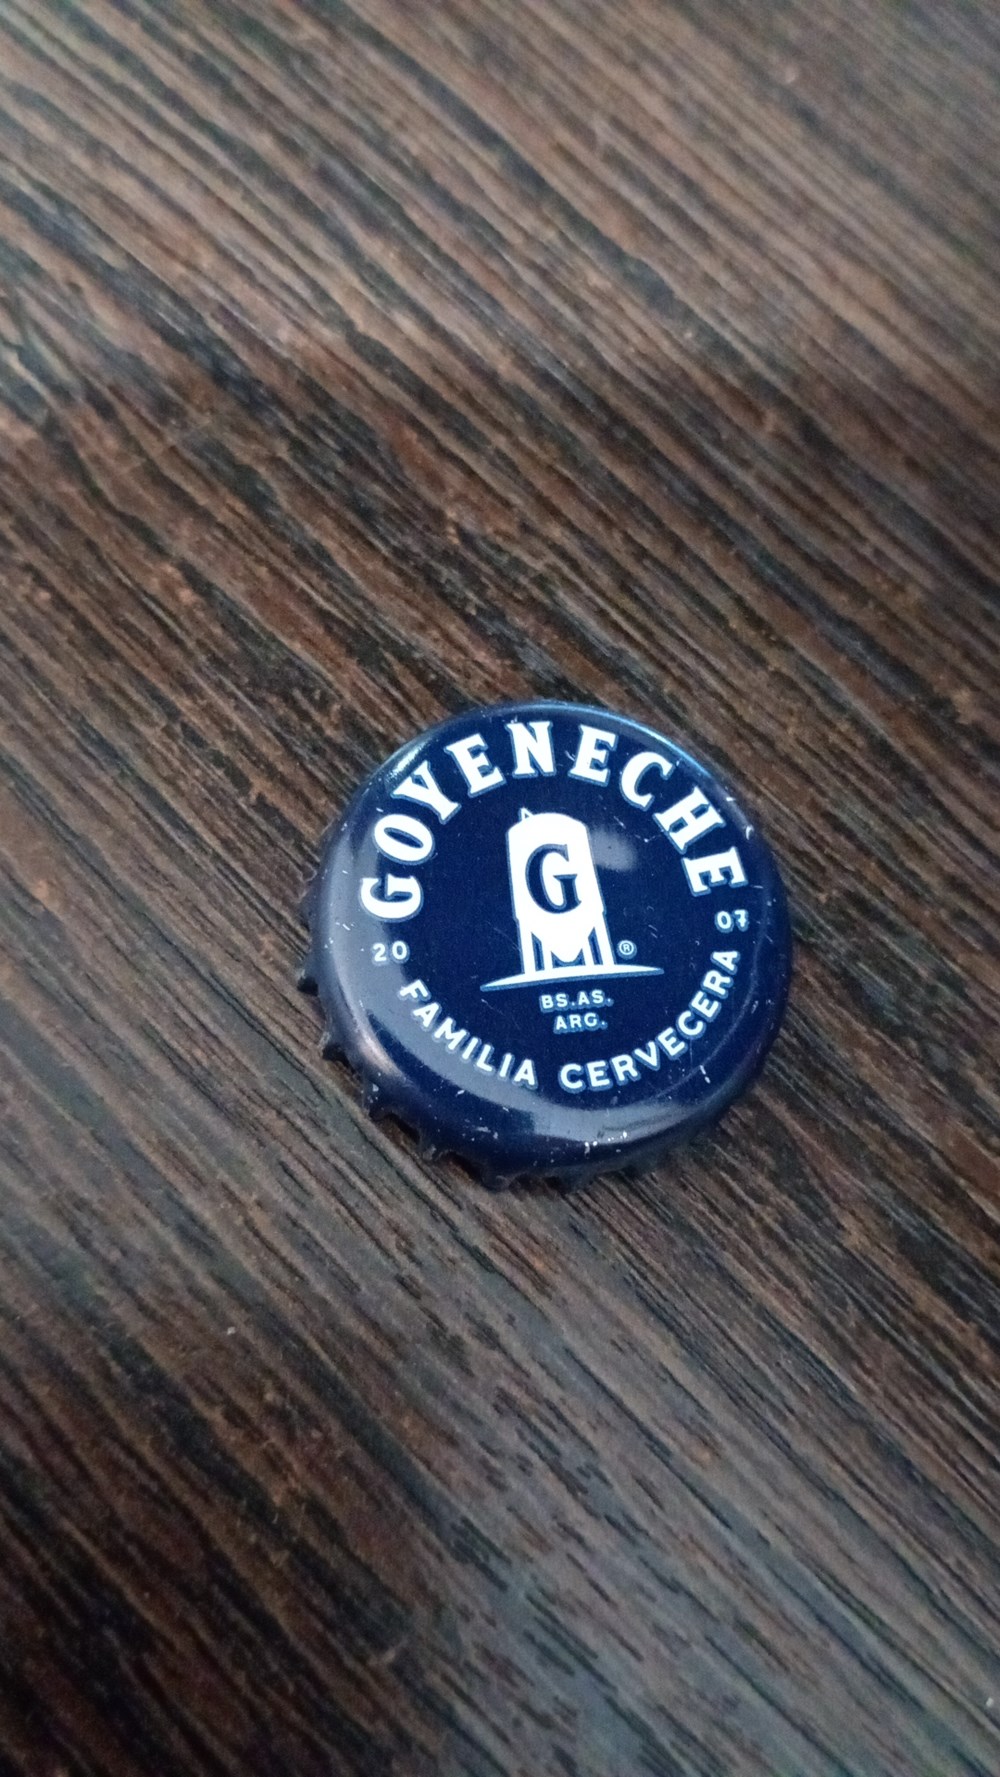 GOYENECHE
G
®
20 07
BS.AS.
ARG.
FAMILIA CERVECERA